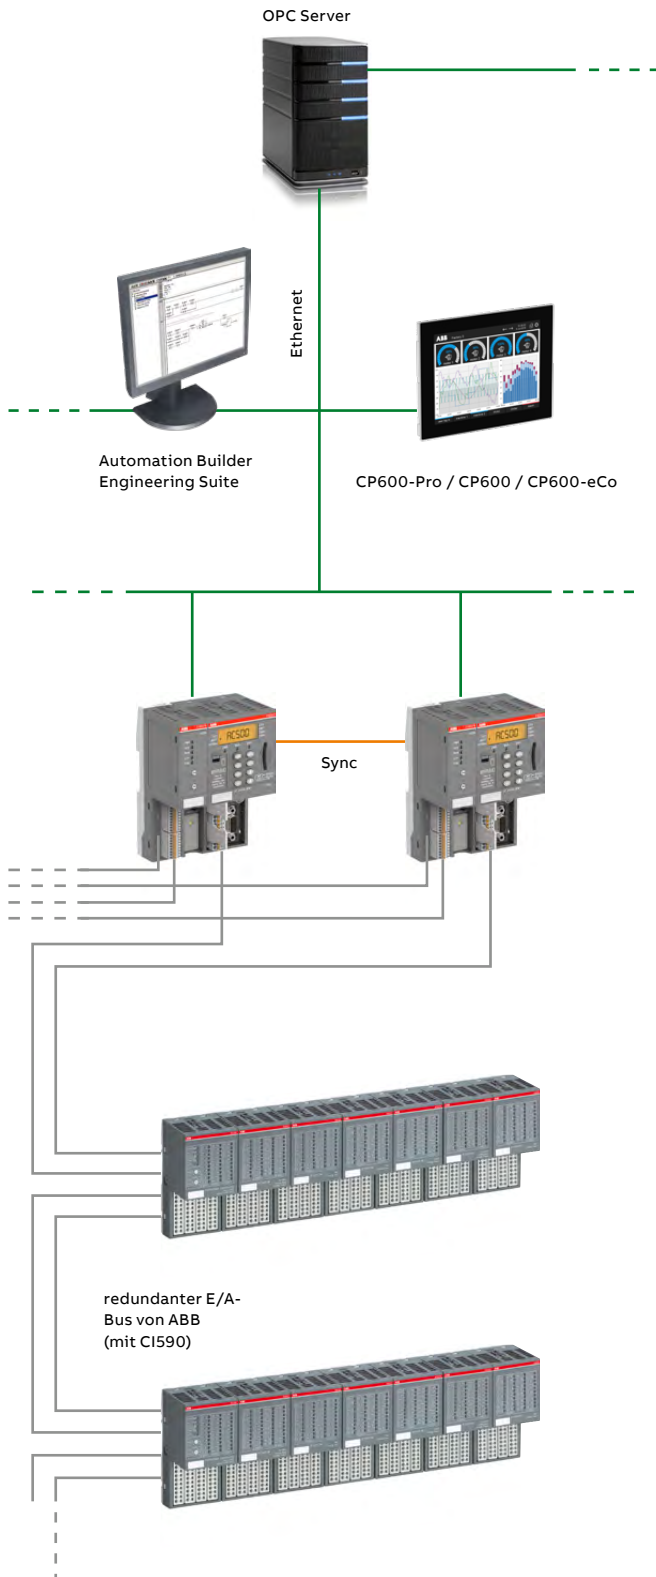 OPC Server
Ethernet
ABB
Automation Builder
Engineering Suite
CP600-Pro / CP600 / CP600-eCo
AC500
AC500
Sync
redundanter E/A-
Bus von ABB
(mit CI590)